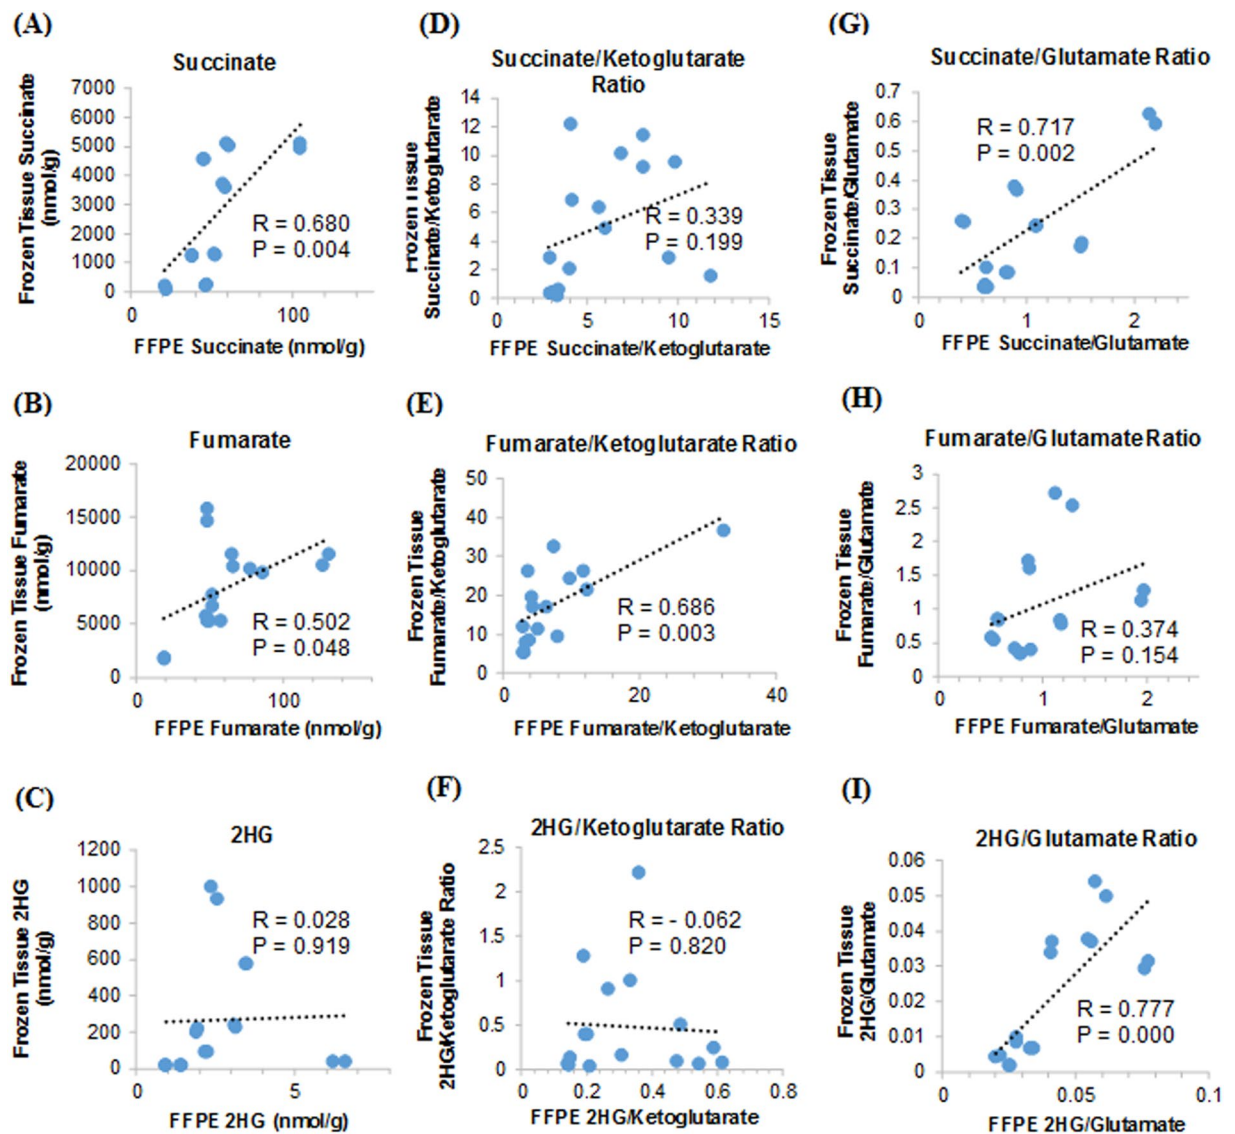 (A)
Succinate
7000
6000
5000
4000
3000
2000
1000
0
0
100
R = 0.680
P = 0.004
Frozen Tissue Succinate
(nmol/g)
FFPE Succinate (nmol/g)
(D)
Succinate/Ketoglutarate
Ratio
14
12
10
8
6
4
2
0
0
5
10
15
R = 0.339
P = 0.199
Frozen Tissue
Succinate/Ketoglutarate
FFPE Succinate/Ketoglutarate
(G)
Succinate/Glutamate Ratio
0.7
0.6
0.5
0.4
0.3
0.2
0.1
0
0
1
2
R = 0.717
P = 0.002
Frozen Tissue
Succinate/Glutamate
FFPE Succinate/Glutamate
(B)
Fumarate
20000
15000
10000
5000
0
0
100
R = 0.502
P = 0.048
Frozen Tissue Fumarate
(nmol/g)
FFPE Fumarate (nmol/g)
(E)
Fumarate/Ketoglutarate Ratio
50
40
30
20
10
0
0
20
40
R = 0.686
P = 0.003
Frozen Tissue
Fumarate/Ketoglutarate
FFPE Fumarate/Ketoglutarate
(H)
Fumarate/Glutamate Ratio
3
2.5
2
1.5
1
0.5
0
0
1
2
R = 0.374
P = 0.154
Frozen Tissue
Fumarate/Glutamate
FFPE Fumarate/Glutamate
(C)
2HG
1200
1000
800
600
400
200
0
0
5
R = 0.028
P = 0.919
Frozen Tissue 2HG
(nmol/g)
FFPE 2HG (nmol/g)
(F)
2HG/Ketoglutarate Ratio
2.5
2
1.5
1
0.5
0
0
0.2
0.4
0.6
0.8
R = - 0.062
P = 0.820
Frozen Tissue
2HG/Ketoglutarate Ratio
FFPE 2HG/Ketoglutarate
(I)
2HG/Glutamate Ratio
0.06
0.05
0.04
0.03
0.02
0.01
0
0
0.05
0.1
R = 0.777
P = 0.000
Frozen Tissue
2HG/Glutamate
FFPE 2HG/Glutamate